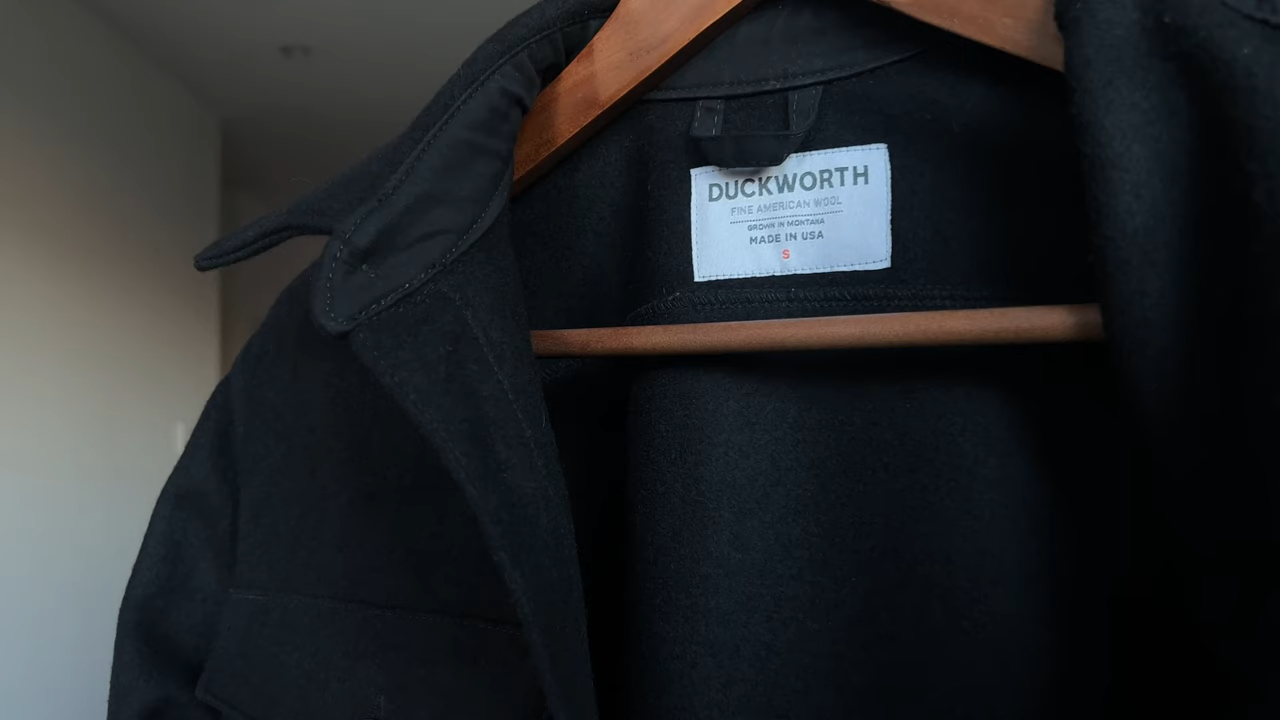 DUCKWORTH
FINE AMERICAN WOOL
GROWN IN MONTANA
MADE IN USA
S